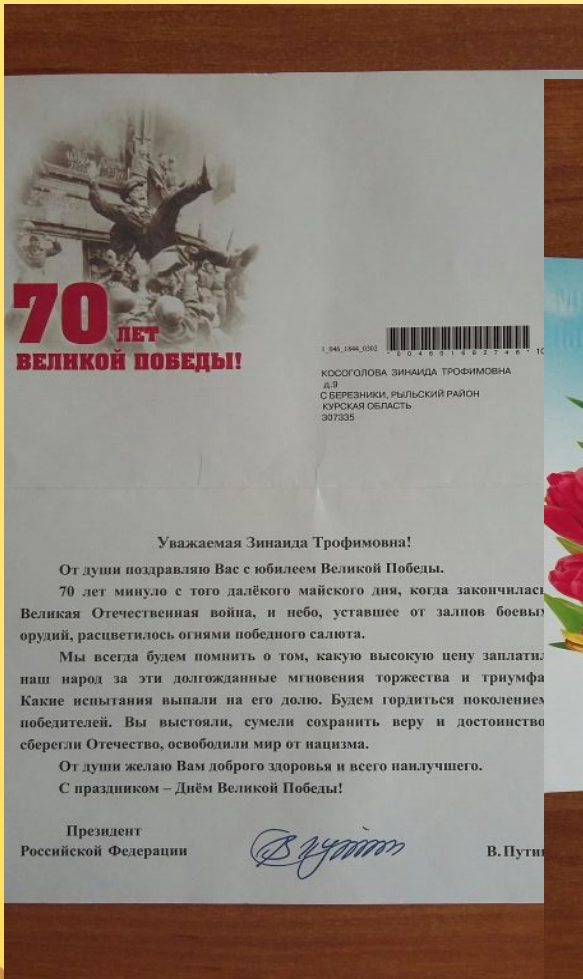 70 ЛЕТ
ВЕЛИКОЙ ПОБЕДЫ!
1_046_1844_0302
КОСОГОЛОВА ЗИНАИДА ТРОФИМОВНА
д.9
С БЕРЕЗНИКИ, РЫЛЬСКИЙ РАЙОН
КУРСКАЯ ОБЛАСТЬ
307335
Уважаемая Зинаида Трофимовна!
От души поздравляю Вас с юбилеем Великой Победы.
70 лет минуло с того далёкого майского дня, когда закончилась
Великая Отечественная война, и небо, уставшее от залпов боевых
орудий, расцветилось огнями победного салюта.
Мы всегда будем помнить о том, какую высокую цену заплатил
наш народ за эти долгожданные мгновения торжества и триумфа
Какие испытания выпали на его долю. Будем гордиться поколением
победителей. Вы выстояли, сумели сохранить веру и достоинство
сберегли Отечество, освободили мир от нацизма.
От души желаю Вам доброго здоровья и всего наилучшего.
С праздником – Днём Великой Победы!
Президент
Российской Федерации
В.Путин